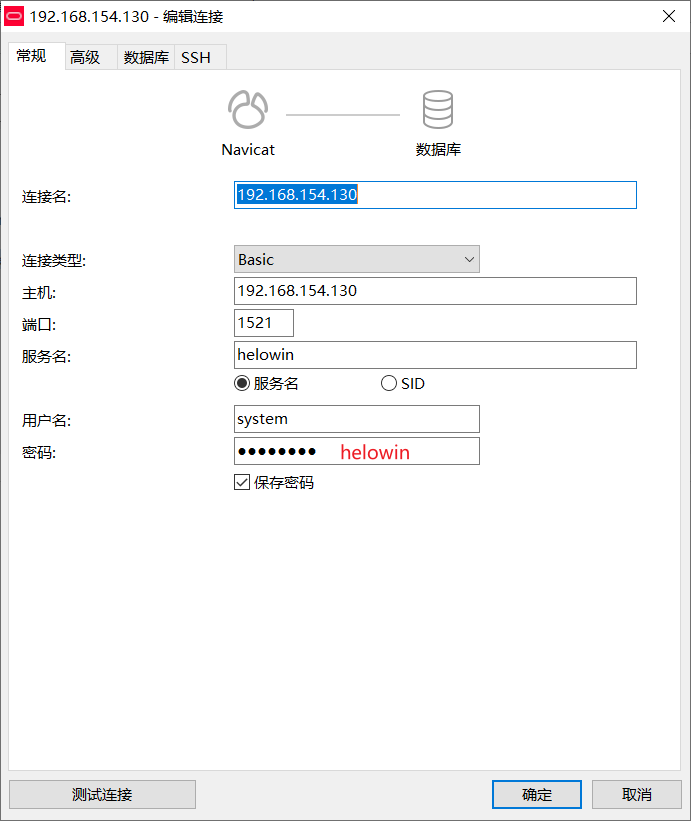 192.168.154.130 - 编辑连接
常规 高级 数据库 SSH
Navicat 数据库
连接名: 192.168.154.130
连接类型: Basic
主机: 192.168.154.130
端口: 1521
服务名: helowin
服务名 SID
用户名: system
密码: ●●●●●●●● helowin
保存密码
测试连接 确定 取消